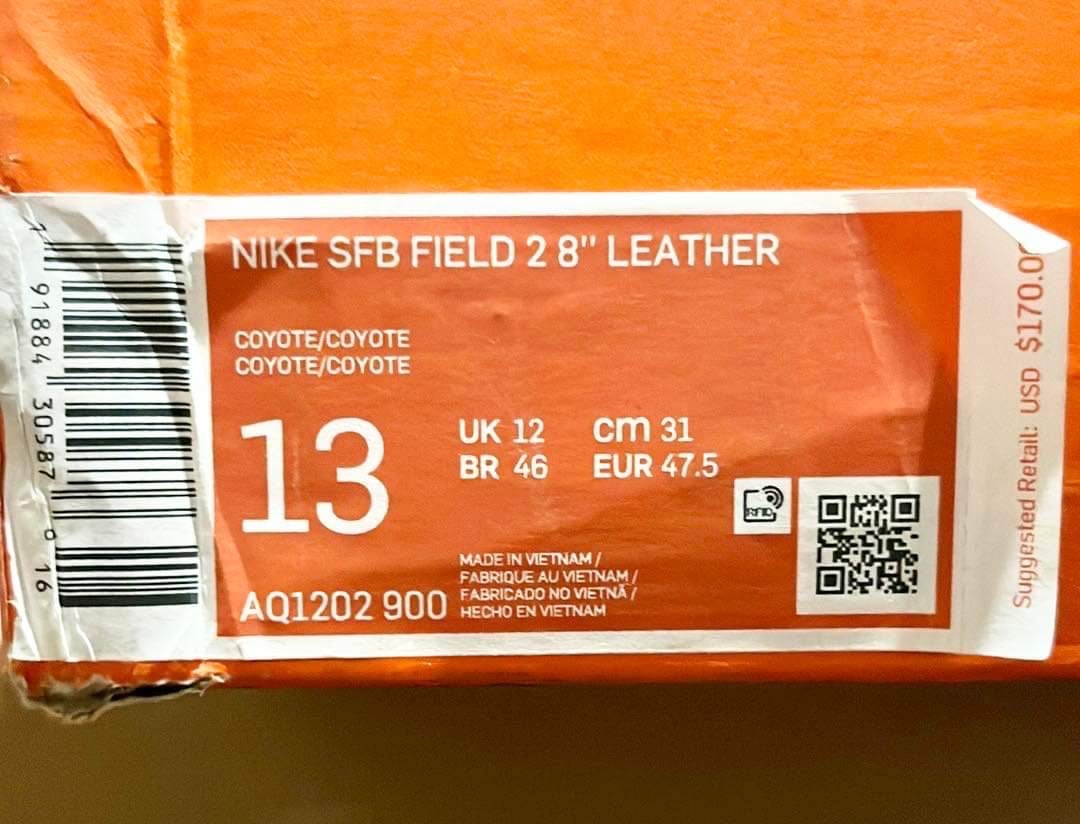 NIKE SFB FIELD 2 8" LEATHER
COYOTE/COYOTE
COYOTE/COYOTE
13
UK 12 cm 31
BR 46 EUR 47.5
RFID
MADE IN VIETNAM /
FABRIQUE AU VIETNAM /
FABRICADO NO VIETNÃ /
HECHO EN VIETNAM
AQ1202 900
91884 30587 16
Suggested Retail: USD $170.0